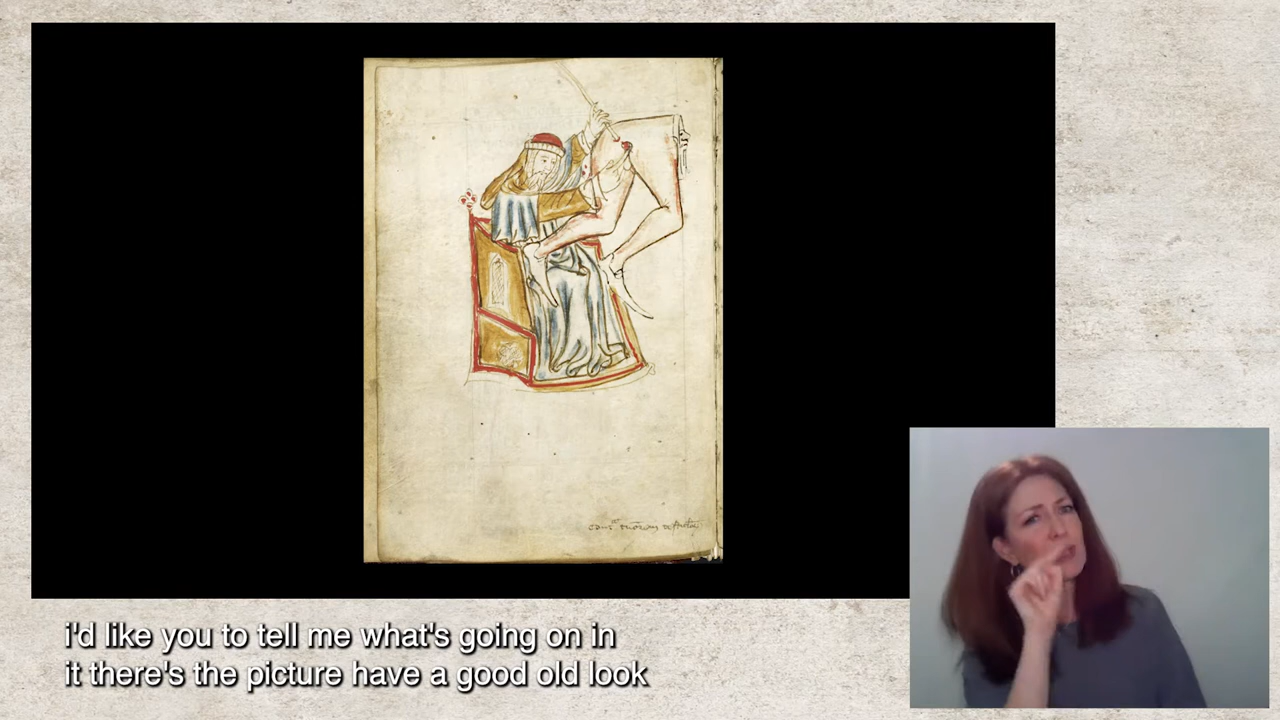 i'd like you to tell me what's going on in
it there's the picture have a good old look